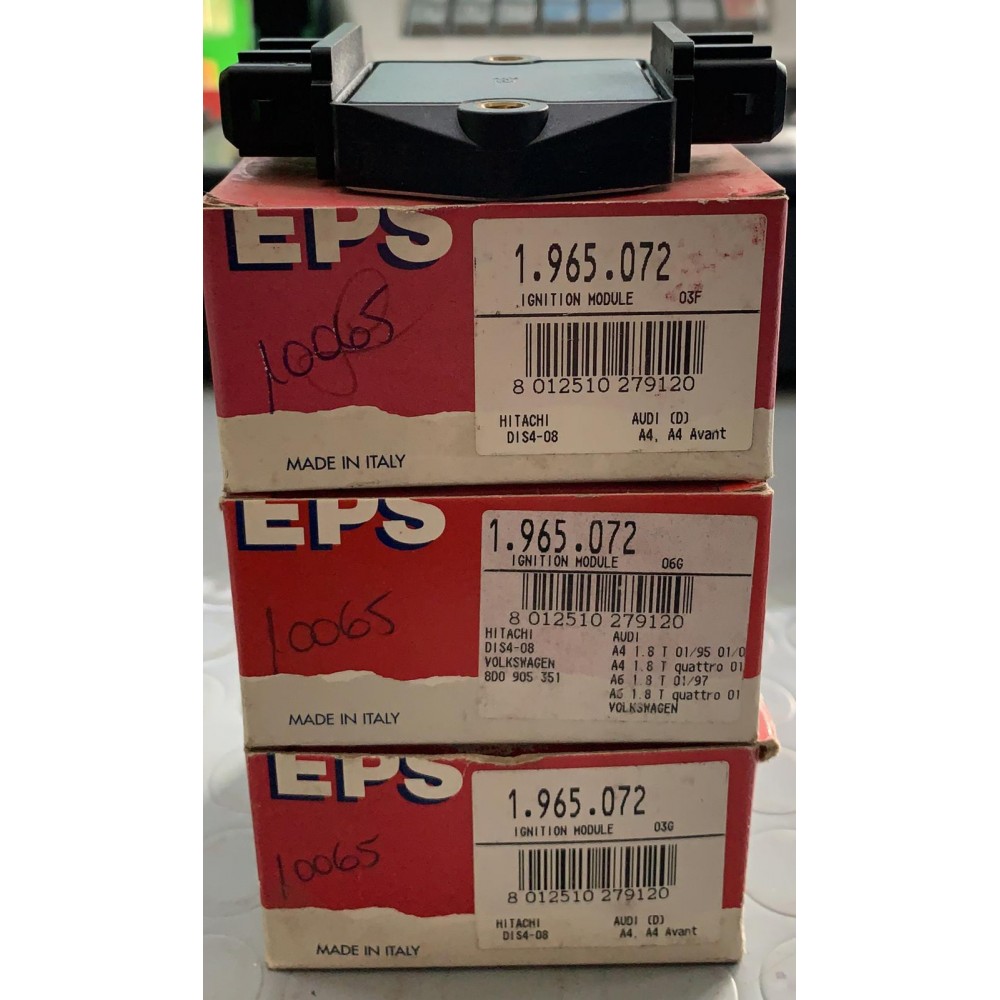 EPS
1.965.072
IGNITION MODULE 03F
10065
8 012510 279120
HITACHI AUDI (D)
DIS4-08 A4, A4 Avant
MADE IN ITALY
EPS
1.965.072
IGNITION MODULE 06G
10065
8 012510 279120
HITACHI AUDI
DIS4-08 A4 1.8 T 01/95 01/0
VOLKSWAGEN A4 1.8 T quattro 01
8D0 905 351 A6 1.8 T 01/97
A6 1.8 T quattro 01
VOLKSWAGEN
MADE IN ITALY
EPS
1.965.072
IGNITION MODULE 03G
10065
8 012510 279120
HITACHI AUDI (D)
DIS4-08 A4, A4 Avant
MADE IN ITALY